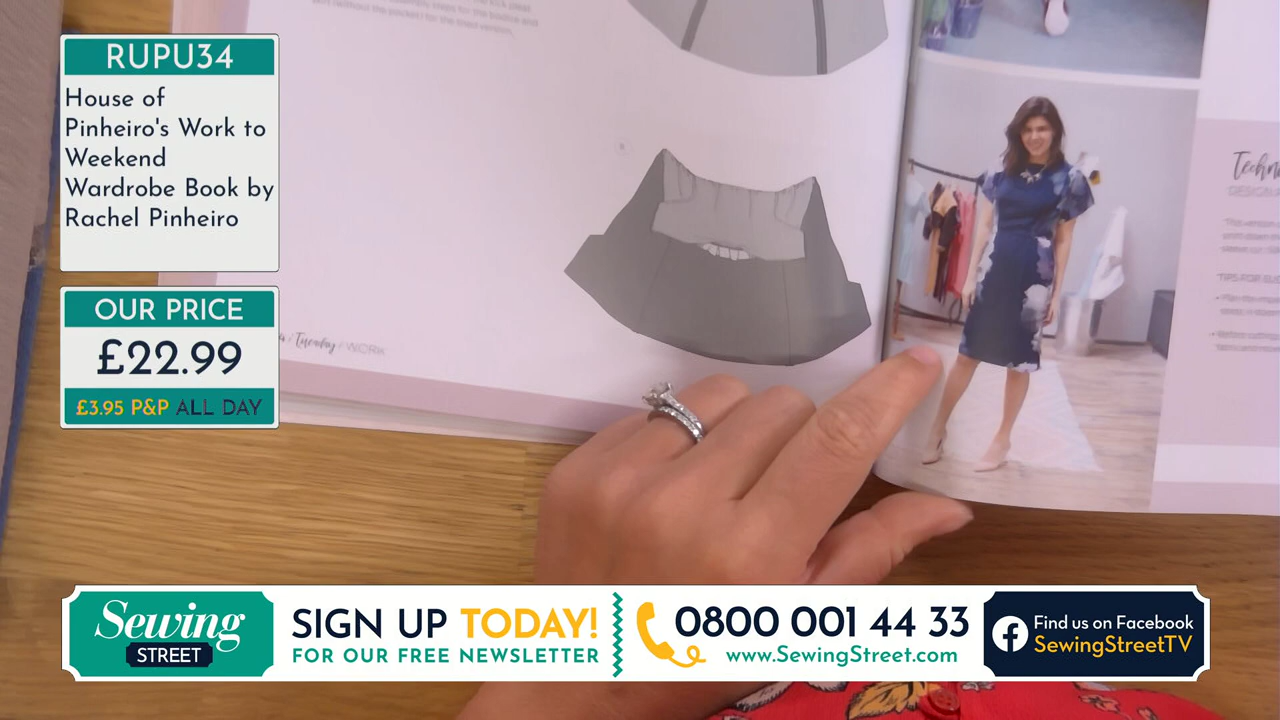 RUPU34
House of
Pinheiro's Work to
Weekend
Wardrobe Book by
Rachel Pinheiro
OUR PRICE
£22.99
£3.95 P&P ALL DAY
Tuesday / WORK
Sewing
STREET
SIGN UP TODAY!
FOR OUR FREE NEWSLETTER
0800 001 44 33
www.SewingStreet.com
Find us on Facebook
SewingStreetTV